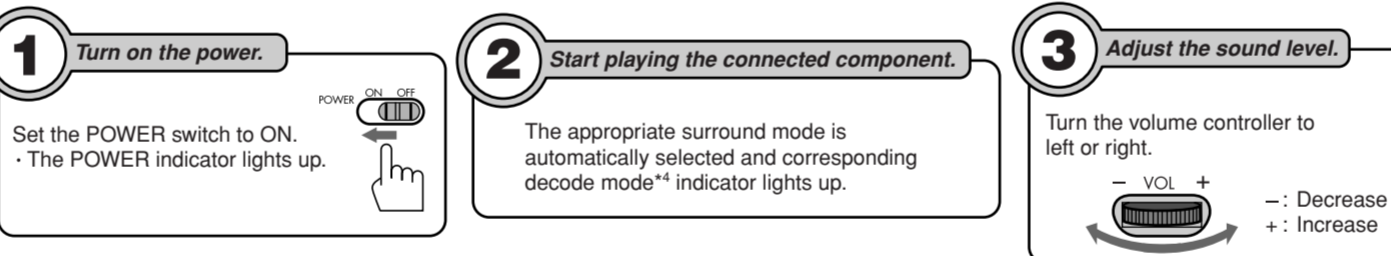 1 Turn on the power.
POWER ON OFF
Set the POWER switch to ON.
· The POWER indicator lights up.
2 Start playing the connected component.
The appropriate surround mode is
automatically selected and corresponding
decode mode*4 indicator lights up.
3 Adjust the sound level.
Turn the volume controller to
left or right.
– VOL +
– : Decrease
+ : Increase